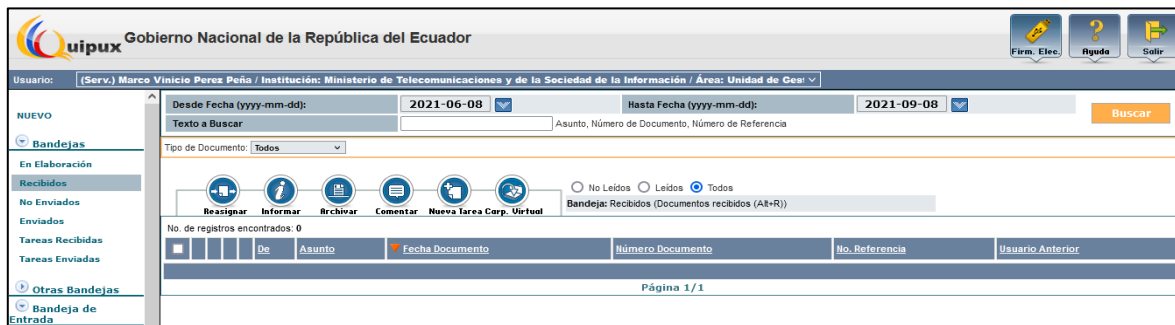 Quipux Gobierno Nacional de la República del Ecuador
Firm. Elec. Ayuda Salir
Usuario: (Serv.) Marco Vinicio Perez Peña / Institución: Ministerio de Telecomunicaciones y de la Sociedad de la Información / Área: Unidad de Gest
NUEVO
Bandejas
En Elaboración
Recibidos
No Enviados
Enviados
Tareas Recibidas
Tareas Enviadas
Otras Bandejas
Bandeja de
Entrada
Desde Fecha (yyyy-mm-dd): 2021-06-08 Hasta Fecha (yyyy-mm-dd): 2021-09-08
Texto a Buscar Asunto, Número de Documento, Número de Referencia
Buscar
Tipo de Documento: Todos
Reasignar Informar Archivar Comentar Nueva Tarea Carp. Virtual
No Leídos Leídos Todos
Bandeja: Recibidos (Documentos recibidos (Alt+R))
No. de registros encontrados: 0
De Asunto Fecha Documento Número Documento No. Referencia Usuario Anterior
Página 1/1